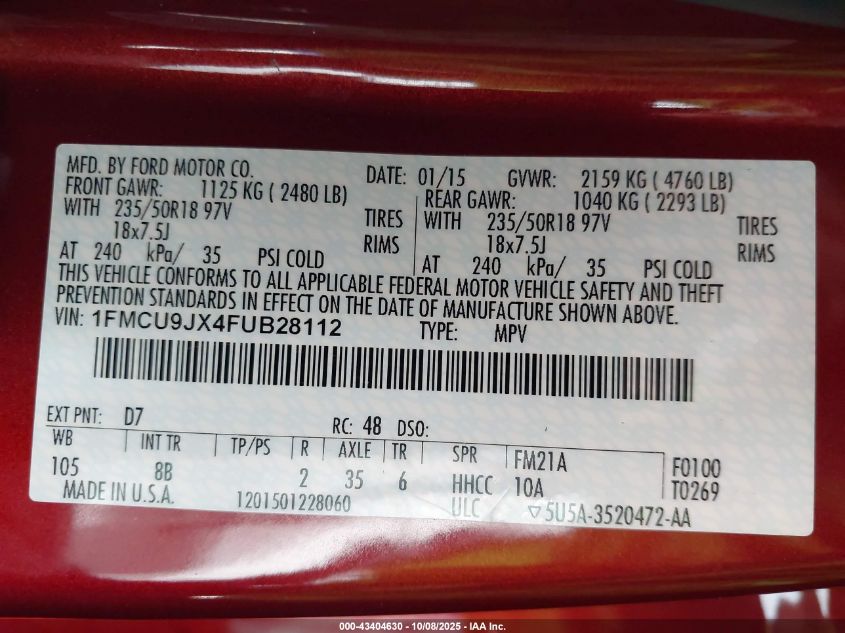 MFD. BY FORD MOTOR CO. DATE: 01/15 GVWR: 2159 KG ( 4760 LB)
FRONT GAWR: 1125 KG ( 2480 LB) REAR GAWR: 1040 KG ( 2293 LB)
WITH 235/50R18 97V TIRES WITH 235/50R18 97V TIRES
18x7.5J RIMS 18x7.5J RIMS
AT 240 kPa/ 35 PSI COLD AT 240 kPa/ 35 PSI COLD
THIS VEHICLE CONFORMS TO ALL APPLICABLE FEDERAL MOTOR VEHICLE SAFETY AND THEFT
PREVENTION STANDARDS IN EFFECT ON THE DATE OF MANUFACTURE SHOWN ABOVE.
VIN: 1FMCU9JX4FUB28112 TYPE: MPV
EXT PNT: D7 RC: 48 DSO:
WB INT TR TP/PS R AXLE TR SPR FM21A F0100
105 8B 2 35 6 HHCC 10A T0269
MADE IN U.S.A. 1201501228060 ULC ▽5U5A-3520472-AA
000-43404630 - 10/08/2025 - IAA Inc.